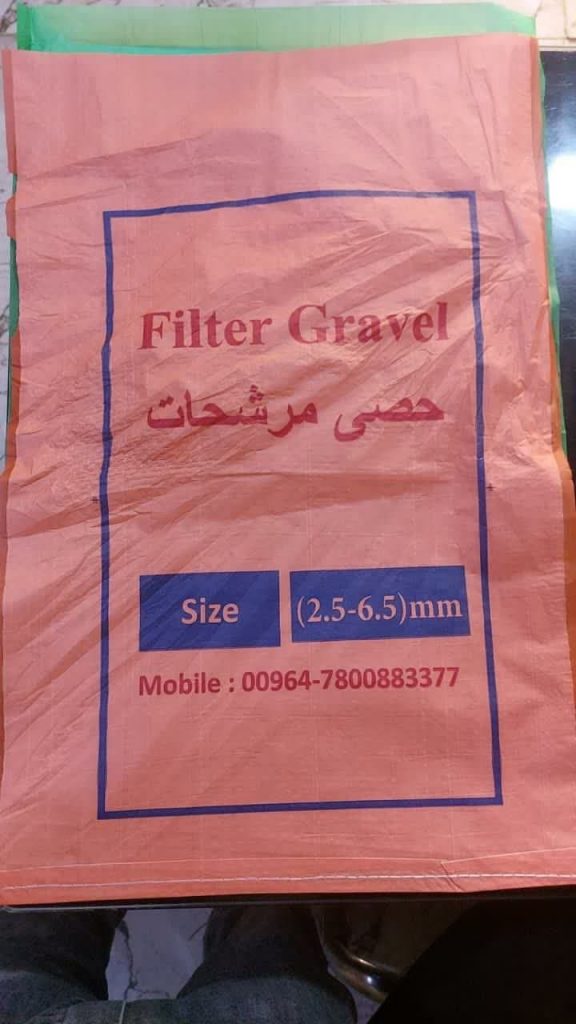 Filter Gravel
حصى مرشحات
Size (2.5-6.5)mm
Mobile : 00964-7800883377